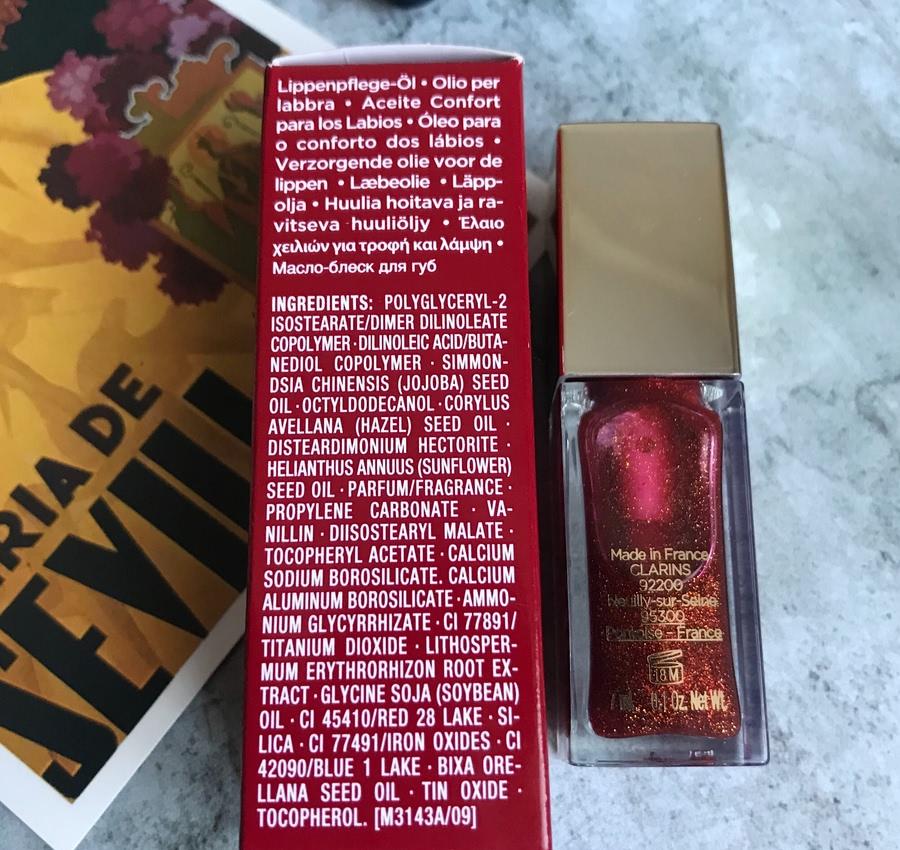 RIA DE
SEVILL
Lippenpflege-Öl • Olio per
labbra • Aceite Confort
para los Labios • Óleo para
o conforto dos lábios •
Verzorgende olie voor de
lippen • Læbeolie • Läpp-
olja • Huulia hoitava ja ra-
vitseva huuliöljy • Έλαιο
χειλιών για τροφή και λάμψη •
Масло-блеск для губ
INGREDIENTS: POLYGLYCERYL-2
ISOSTEARATE/DIMER DILINOLEATE
COPOLYMER · DILINOLEIC ACID/BUTA-
NEDIOL COPOLYMER · SIMMON-
DSIA CHINENSIS (JOJOBA) SEED
OIL · OCTYLDODECANOL · CORYLUS
AVELLANA (HAZEL) SEED OIL ·
DISTEARDIMONIUM HECTORITE ·
HELIANTHUS ANNUUS (SUNFLOWER)
SEED OIL · PARFUM/FRAGRANCE ·
PROPYLENE CARBONATE · VA-
NILLIN · DIISOSTEARYL MALATE ·
TOCOPHERYL ACETATE · CALCIUM
SODIUM BOROSILICATE. CALCIUM
ALUMINUM BOROSILICATE · AMMO-
NIUM GLYCYRRHIZATE · CI 77891/
TITANIUM DIOXIDE · LITHOSPER-
MUM ERYTHRORHIZON ROOT EX-
TRACT · GLYCINE SOJA (SOYBEAN)
OIL · CI 45410/RED 28 LAKE · SI-
LICA · CI 77491/IRON OXIDES · CI
42090/BLUE 1 LAKE · BIXA ORE-
LLANA SEED OIL · TIN OXIDE ·
TOCOPHEROL. [M3143A/09]
Made in France
CLARINS
92200
Neuilly-sur-Seine
95300
Pontoise - France
18 M
7 mL 0.1 Oz. Net Wt.